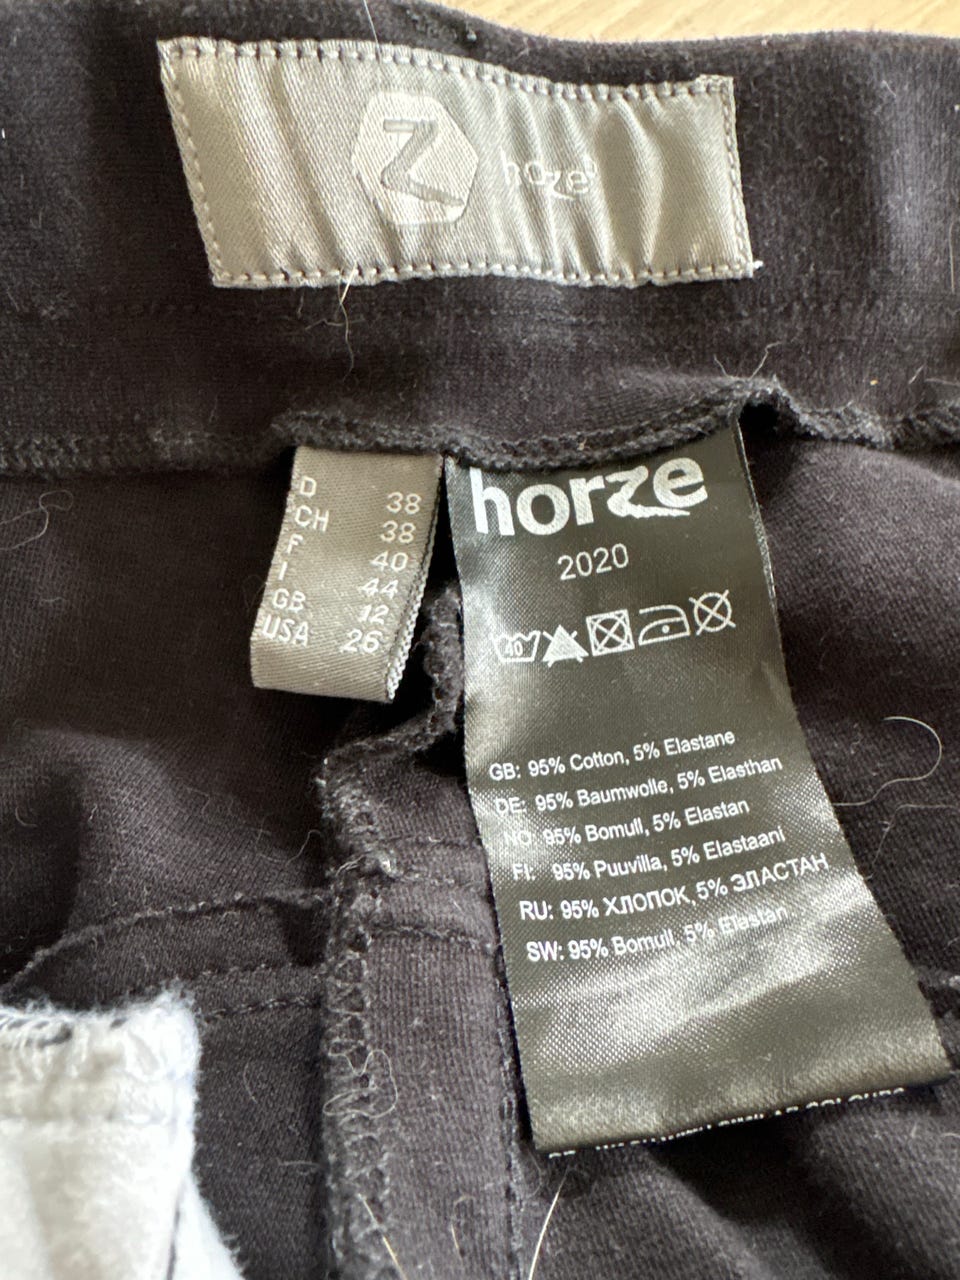 horze
D 38
CH 38
F 40
I 44
GB 12
USA 26
horze
2020
40
GB: 95% Cotton, 5% Elastane
DE: 95% Baumwolle, 5% Elasthan
NO: 95% Bomull, 5% Elastan
FI: 95% Puuvilla, 5% Elastaani
RU: 95% ХЛОПОК, 5% ЭЛАСТАН
SW: 95% Bomull, 5% Elastan